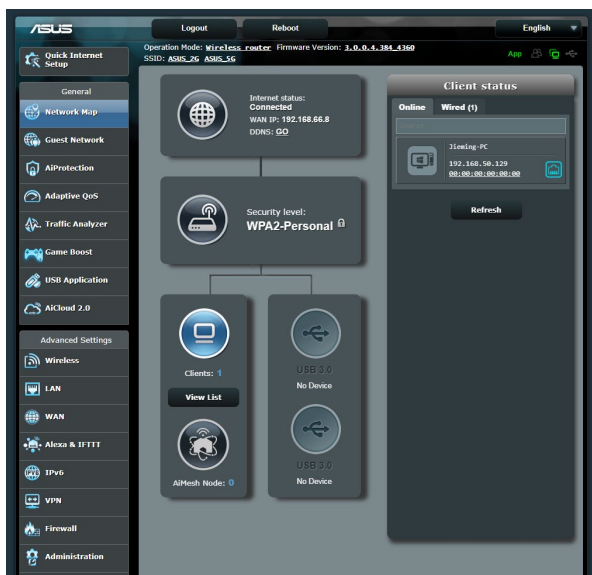 ASUS
Logout
Reboot
English
Quick Internet
Setup
Operation Mode: Wireless router Firmware Version: 3.0.0.4.384_4360
SSID: ASUS_2G ASUS_5G
App
General
Network Map
Guest Network
AiProtection
Adaptive QoS
Traffic Analyzer
Game Boost
USB Application
AiCloud 2.0
Advanced Settings
Wireless
LAN
WAN
Alexa & IFTTT
IPv6
VPN
Firewall
Administration
Internet status:
Connected
WAN IP: 192.168.66.8
DDNS: GO
Security level:
WPA2-Personal
Clients: 1
View List
AiMesh Node: 0
USB 3.0
No Device
USB 3.0
No Device
Client status
Online
Wired (1)
Jieming-PC
192.168.50.129
00:00:00:00:00:00
Refresh